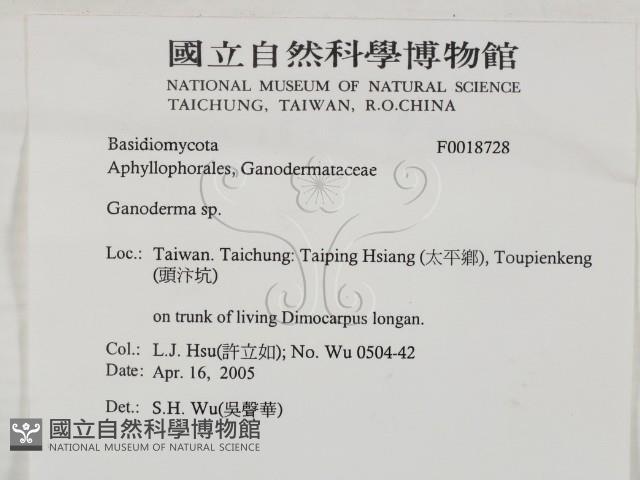 國立自然科學博物館
NATIONAL MUSEUM OF NATURAL SCIENCE
TAICHUNG, TAIWAN, R.O.CHINA
Basidiomycota F0018728
Aphyllophorales, Ganodermataceae
Ganoderma sp.
Loc.: Taiwan. Taichung: Taiping Hsiang (太平鄉), Toupienkeng
(頭汴坑)
on trunk of living Dimocarpus longan.
Col.: L.J. Hsu(許立如); No. Wu 0504-42
Date: Apr. 16, 2005
Det.: S.H. Wu(吳聲華)
國立自然科學博物館
NATIONAL MUSEUM OF NATURAL SCIENCE